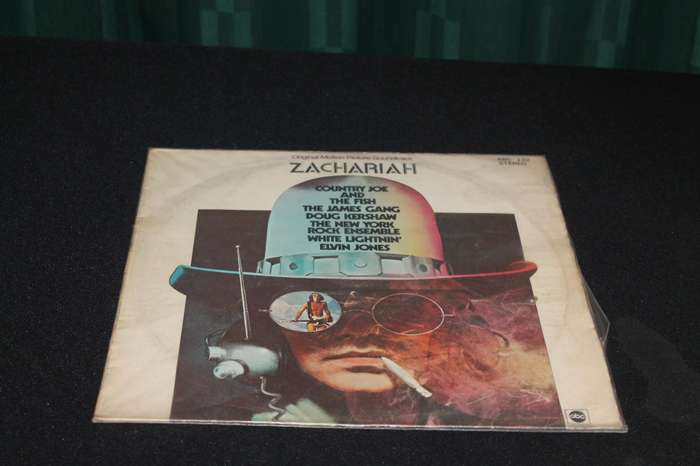 Original Motion Picture Soundtrack
ZACHARIAH
STEREO
COUNTRY JOE
AND
THE FISH
THE JAMES GANG
DOUG KERSHAW
THE NEW YORK
ROCK ENSEMBLE
WHITE LIGHTNIN'
ELVIN JONES
abc